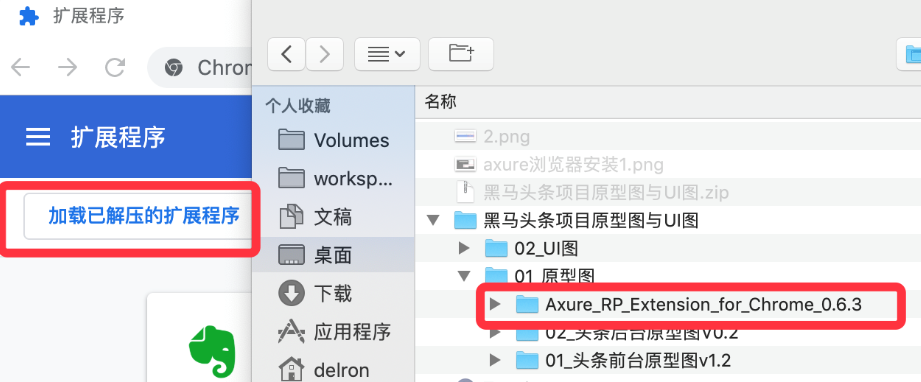 扩展程序
Chrom
扩展程序
加载已解压的扩展程序
个人收藏
Volumes
worksp...
文稿
桌面
下载
应用程序
delron
名称
2.png
axure浏览器安装1.png
黑马头条项目原型图与UI图.zip
黑马头条项目原型图与UI图
02_UI图
01_原型图
Axure_RP_Extension_for_Chrome_0.6.3
02_头条后台原型图V0.2
01_头条前台原型图v1.2